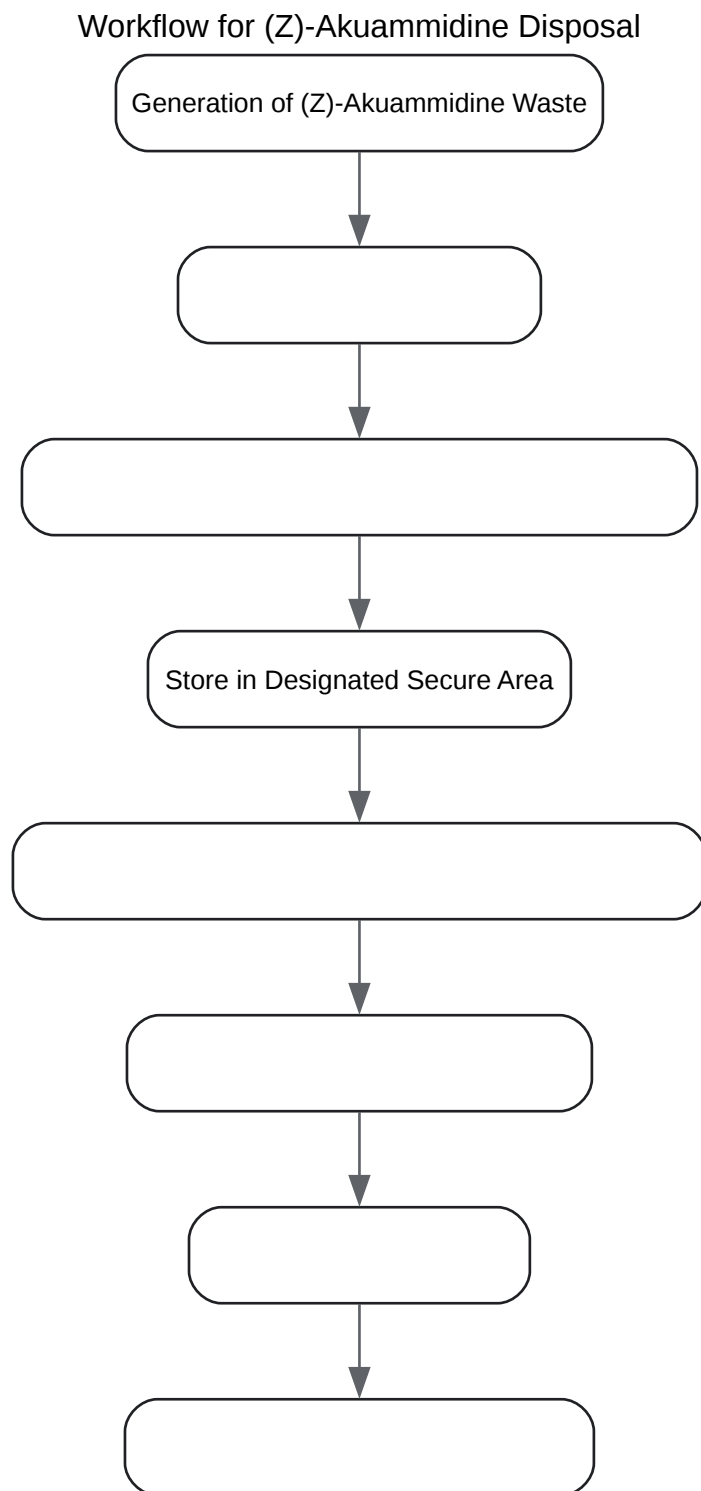 Workflow for (Z)-Akuammidine Disposal
Generation of (Z)-Akuammidine Waste
Store in Designated Secure Area